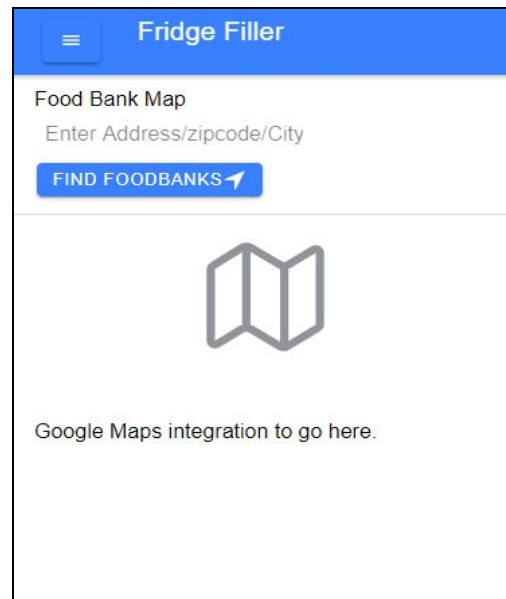 Fridge Filler
Food Bank Map
Enter Address/zipcode/City
FIND FOODBANKS
Google Maps integration to go here.